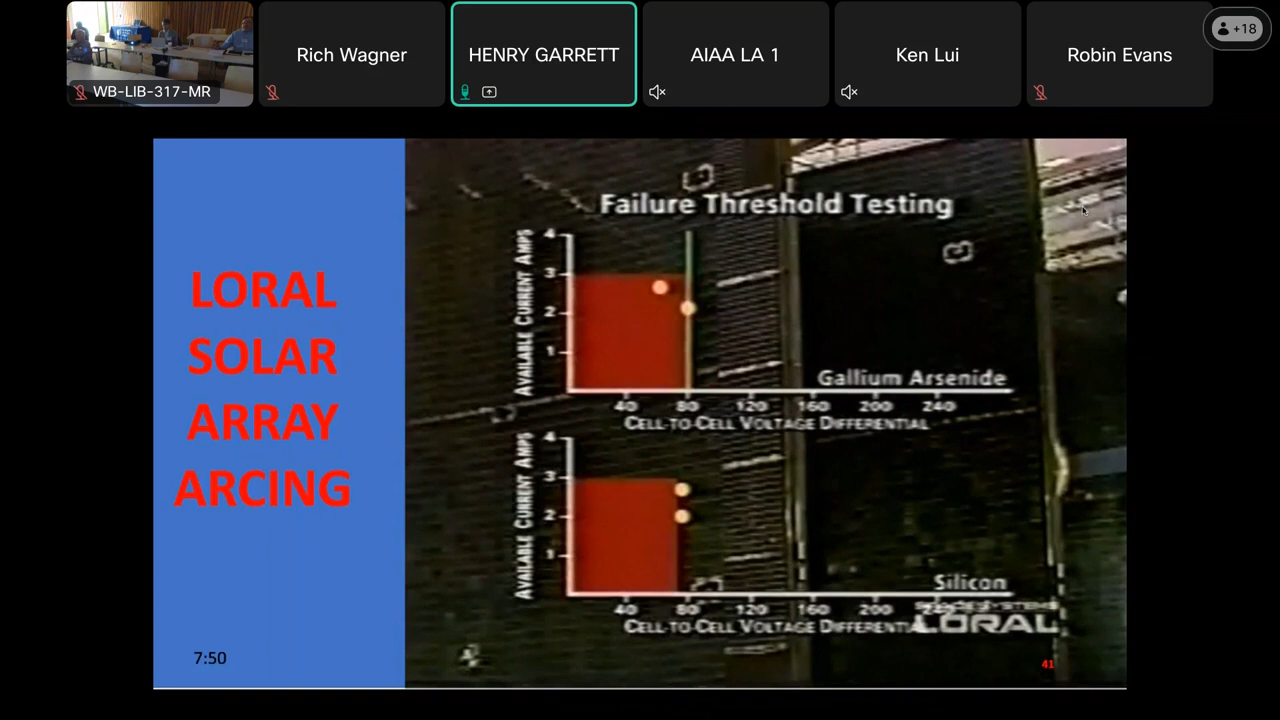 +18
WB-LIB-317-MR
Rich Wagner
HENRY GARRETT
AIAA LA 1
Ken Lui
Robin Evans
LORAL
SOLAR
ARRAY
ARCING
7:50
Failure Threshold Testing
AVAILABLE CURRENT AMPS
4
3
2
1
Gallium Arsenide
40 80 120 160 200 240
CELL-TO-CELL VOLTAGE DIFFERENTIAL
AVAILABLE CURRENT AMPS
4
3
2
1
Silicon
40 80 120 160 200
CELL-TO-CELL VOLTAGE
LORAL
41